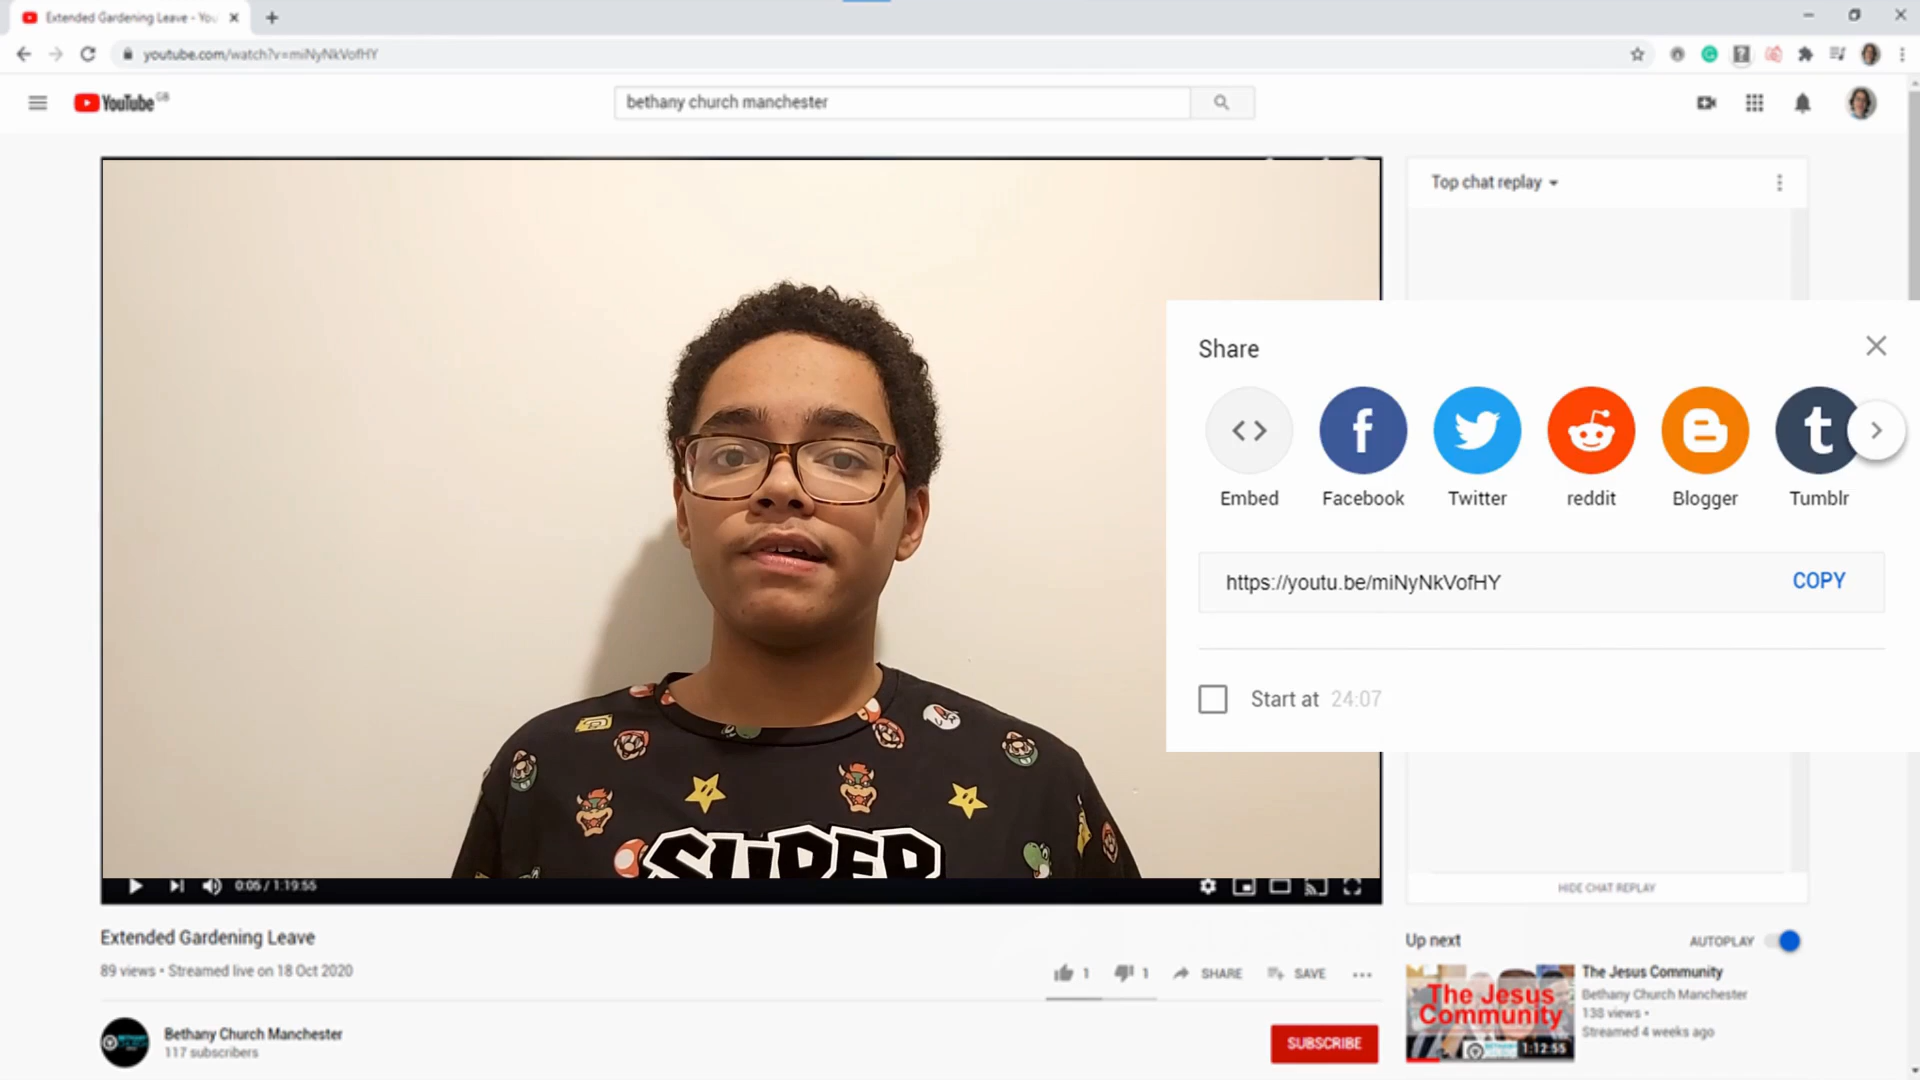 Extended Gardening Leave - You
youtube.com/watch?v=miNyNkVofHY
YouTube GB
bethany church manchester
Top chat replay
Share
Embed
Facebook
Twitter
reddit
Blogger
Tumblr
https://youtu.be/miNyNkVofHY
COPY
Start at 24:07
SUPER
0:05 / 1:19:55
HIDE CHAT REPLAY
Extended Gardening Leave
89 views • Streamed live on 18 Oct 2020
1
1
SHARE
SAVE
Bethany Church Manchester
117 subscribers
SUBSCRIBE
Up next
AUTOPLAY
The Jesus
Community
1:12:55
The Jesus Community
Bethany Church Manchester
138 views •
Streamed 4 weeks ago